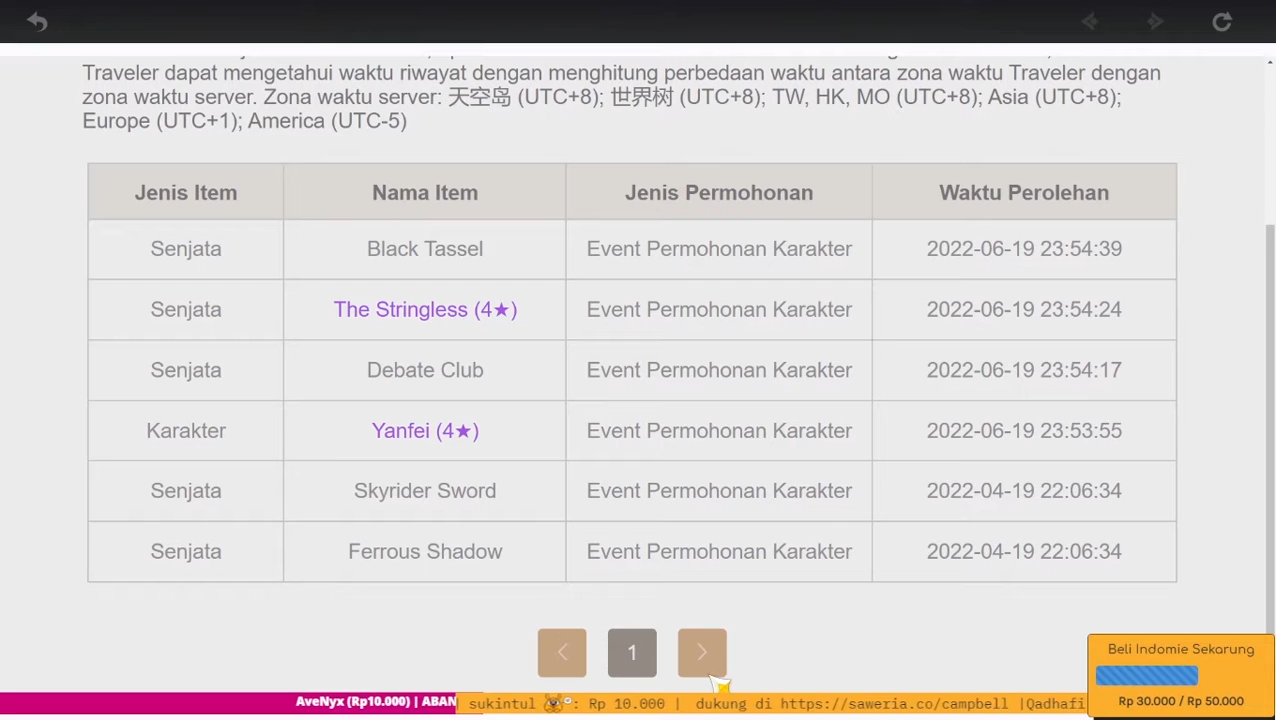 Traveler dapat mengetahui waktu riwayat dengan menghitung perbedaan waktu antara zona waktu Traveler dengan
zona waktu server. Zona waktu server: 天空岛 (UTC+8); 世界树 (UTC+8); TW, HK, MO (UTC+8); Asia (UTC+8);
Europe (UTC+1); America (UTC-5)
Jenis Item Nama Item Jenis Permohonan Waktu Perolehan
Senjata Black Tassel Event Permohonan Karakter 2022-06-19 23:54:39
Senjata The Stringless (4★) Event Permohonan Karakter 2022-06-19 23:54:24
Senjata Debate Club Event Permohonan Karakter 2022-06-19 23:54:17
Karakter Yanfei (4★) Event Permohonan Karakter 2022-06-19 23:53:55
Senjata Skyrider Sword Event Permohonan Karakter 2022-04-19 22:06:34
Senjata Ferrous Shadow Event Permohonan Karakter 2022-04-19 22:06:34
1
Beli Indomie Sekarung
Rp 30.000 / Rp 50.000
AveNyx (Rp10.000) | ABAN
sukintul : Rp 10.000 | dukung di https://saweria.co/campbell |Qadhafi